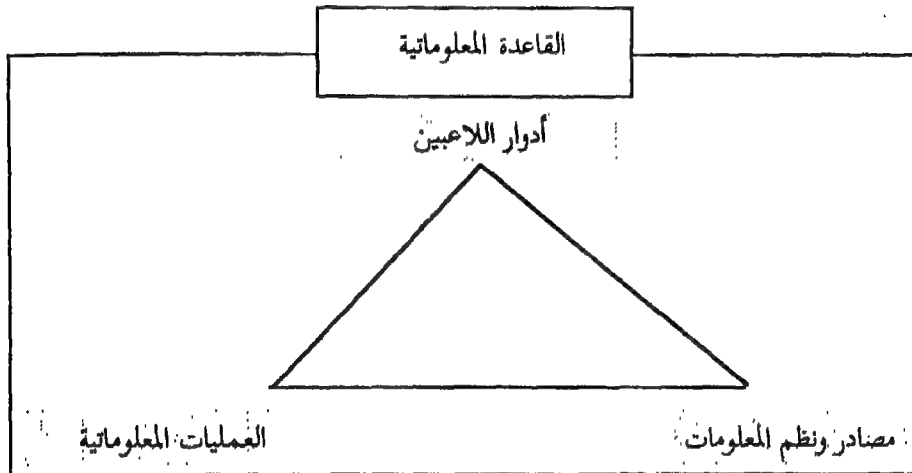 القاعدة المعلوماتية
أدوار اللاعبين
مصادر ونظم المعلومات
العمليات المعلوماتية